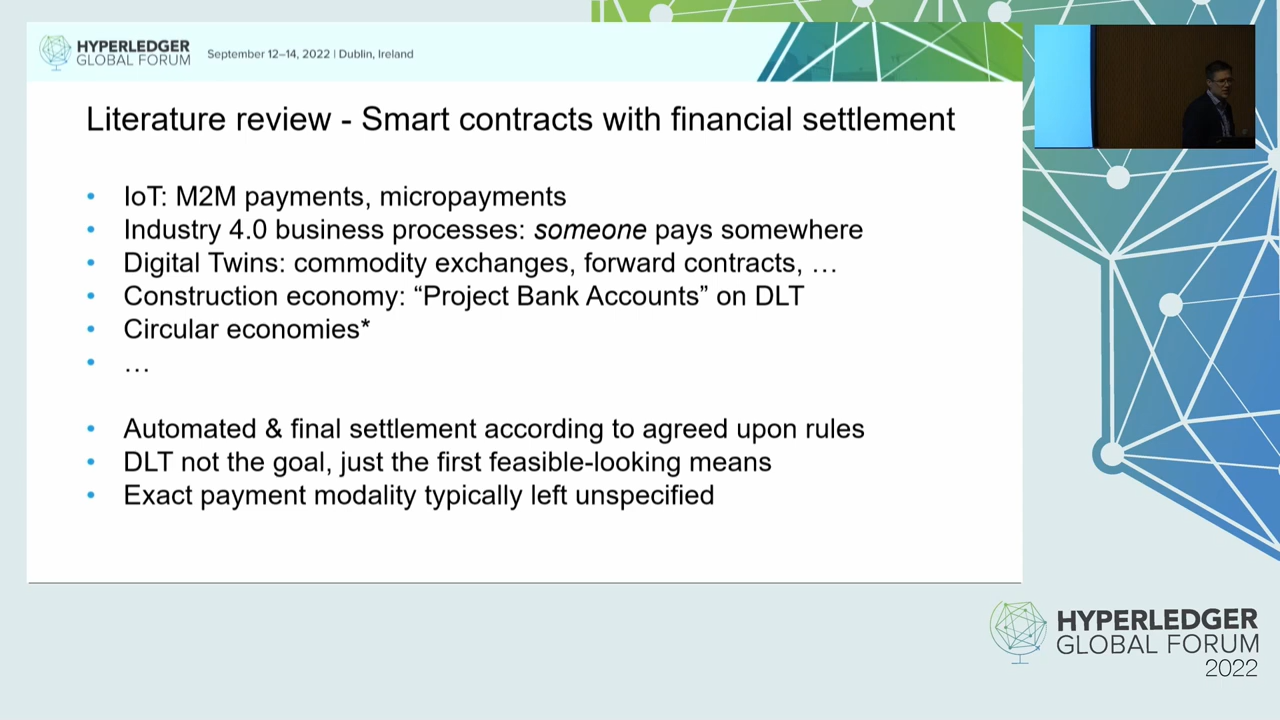 HYPERLEDGER
GLOBAL FORUM
September 12–14, 2022 | Dublin, Ireland
Literature review - Smart contracts with financial settlement
• IoT: M2M payments, micropayments
• Industry 4.0 business processes: someone pays somewhere
• Digital Twins: commodity exchanges, forward contracts, …
• Construction economy: “Project Bank Accounts” on DLT
• Circular economies*
• …
• Automated & final settlement according to agreed upon rules
• DLT not the goal, just the first feasible-looking means
• Exact payment modality typically left unspecified
HYPERLEDGER
GLOBAL FORUM
2022